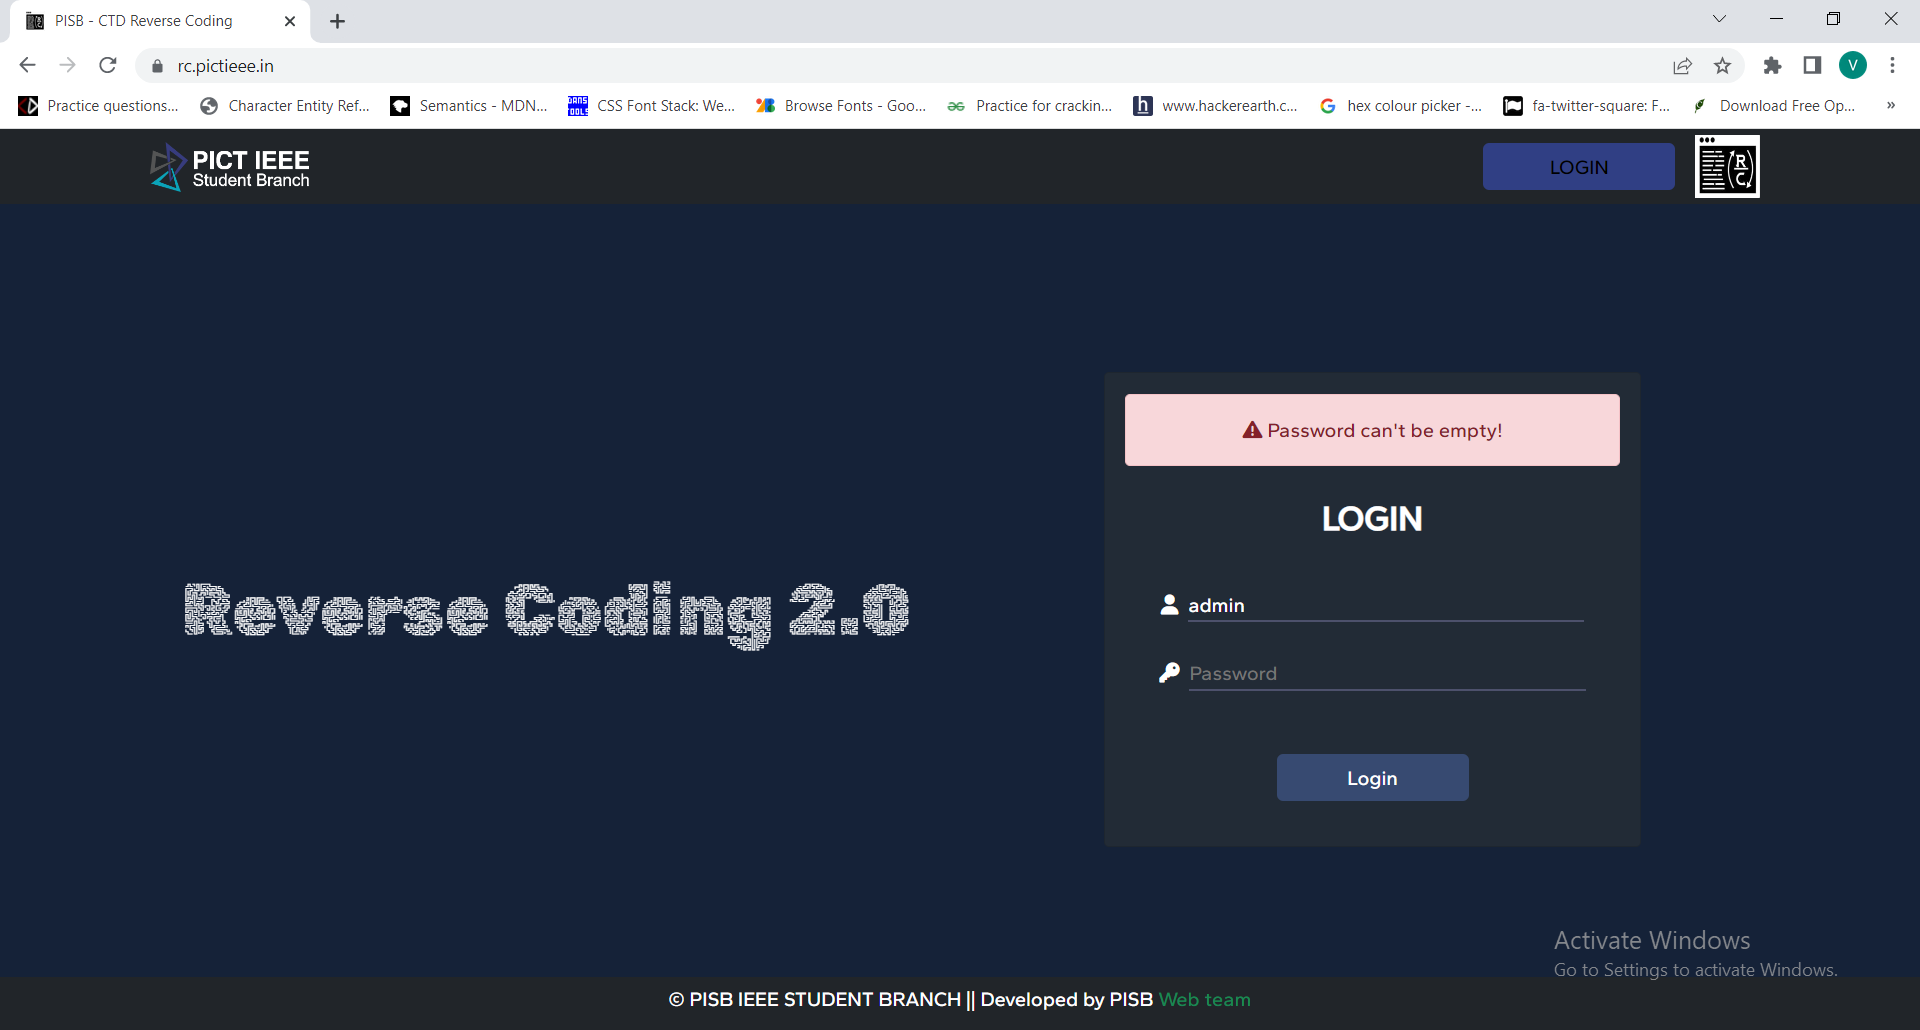 PISB - CTD Reverse Coding
rc.pictieee.in
V
Practice questions...
Character Entity Ref...
Semantics - MDN...
CSS Font Stack: We...
Browse Fonts - Goo...
Practice for crackin...
www.hackerearth.c...
hex colour picker -...
fa-twitter-square: F...
Download Free Op...
»
PICT IEEE
Student Branch
LOGIN
R
C
Password can't be empty!
LOGIN
admin
Reverse Coding 2.0
Password
Login
Activate Windows
Go to Settings to activate Windows.
© PISB IEEE STUDENT BRANCH || Developed by PISB Web team